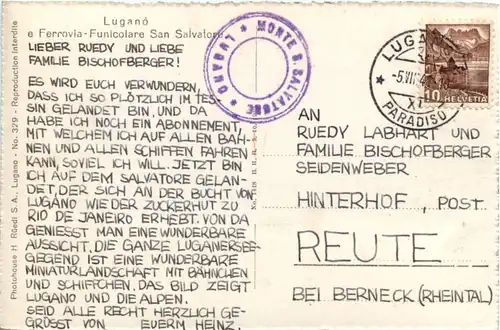 Luganó
e Ferrovia-Funicolare San Salvatore
LIEBER RUEDY UND LIEBE
FAMILIE BISCHOFBERGER!
ES WIRD EUCH VERWUNDERN,
DASS ICH SO PLÖTZLICH IM TES-
SIN GELANDET BIN, UND DA
HABE ICH NOCH EIN ABONNEMENT,
MIT WELCHEM ICH AUF ALLEN BAH-
NEN UND ALLEN SCHIFFEN FAHREN
KANN, SOVIEL ICH WILL. JETZT BIN
ICH AUF DEM SALVATORE GELAN-
DET, DER SICH AN DER BUCHT VON
LUGANO WIE DER ZUCKERHUT ZU
RIO DE JANEIRO ERHEBT. VON DA
GENIESST MAN EINE WUNDERBARE
AUSSICHT. DIE GANZE LUGANERSEE-
GEGEND IST EINE WUNDERBARE
MINIATURLANDSCHAFT MIT BÄHNCHEN
UND SCHIFFCHEN. DAS BILD ZEIGT
LUGANO UND DIE ALPEN.
SEID ALLE RECHT HERZLICH GE-
GRÜSST VON EUERM HEINZ.
Photohouse H. Rüedi S. A., Lugano - No. 329 - Reproduction interdite
MONTE S. SALVATORE
LUGANO
LUGANO
-5.VII.4
XI
PARADISO
10 HELVETIA
AN
RUEDY LABHART UND
FAMILIE BISCHOFBERGER
SEIDENWEBER
HINTERHOF, POST
REUTE
BEI BERNECK (RHEINTAL)